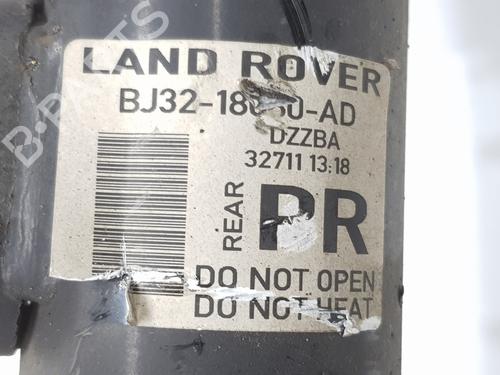 LAND ROVER
DZZBA
32711 13:18
REAR
PR
DO NOT OPEN
DO NOT HEAT